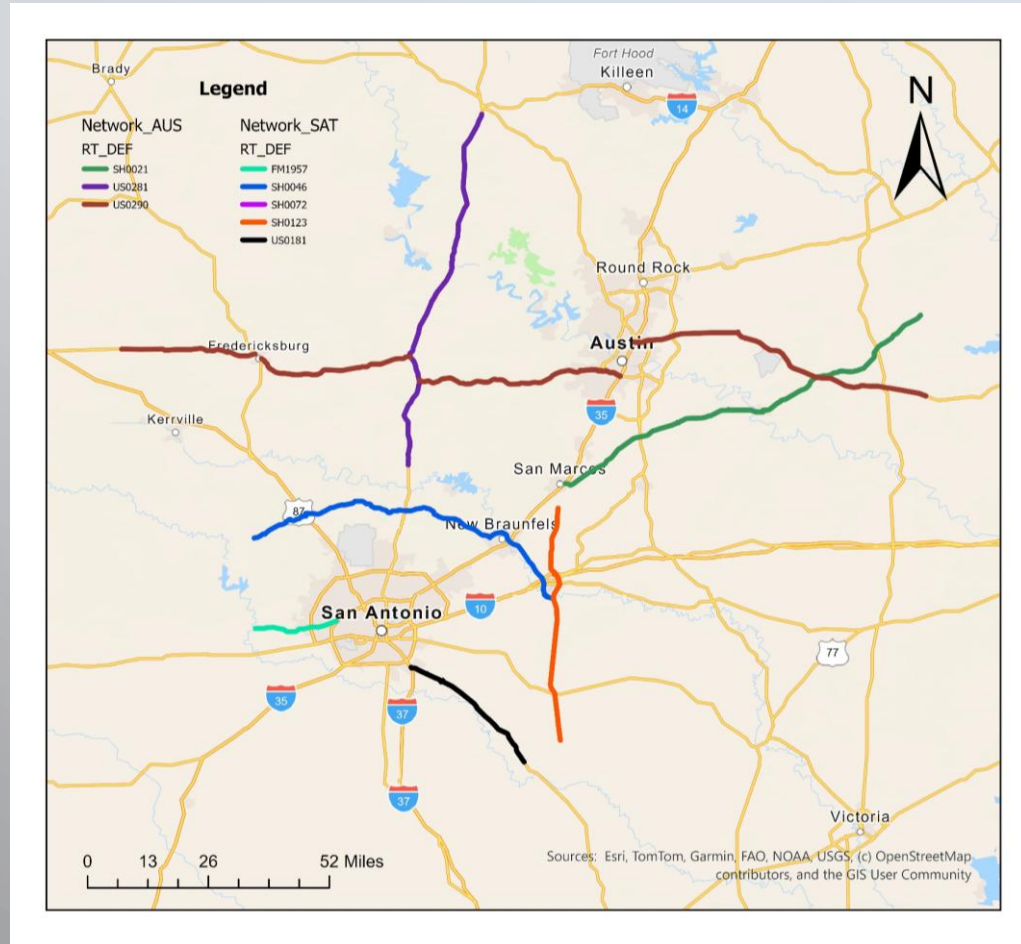 Legend
Network_AUS
RT_DEF
SH0021
US0281
US0290
Network_SAT
RT_DEF
FM1957
SH0046
SH0072
SH0123
US0181
N
Brady
Fort Hood
Killeen
14
Round Rock
Fredericksburg
Austin
Kerrville
35
San Marcos
87
New Braunfels
San Antonio
10
77
35
37
37
Victoria
0 13 26 52 Miles
Sources: Esri, TomTom, Garmin, FAO, NOAA, USGS, (c) OpenStreetMap
contributors, and the GIS User Community